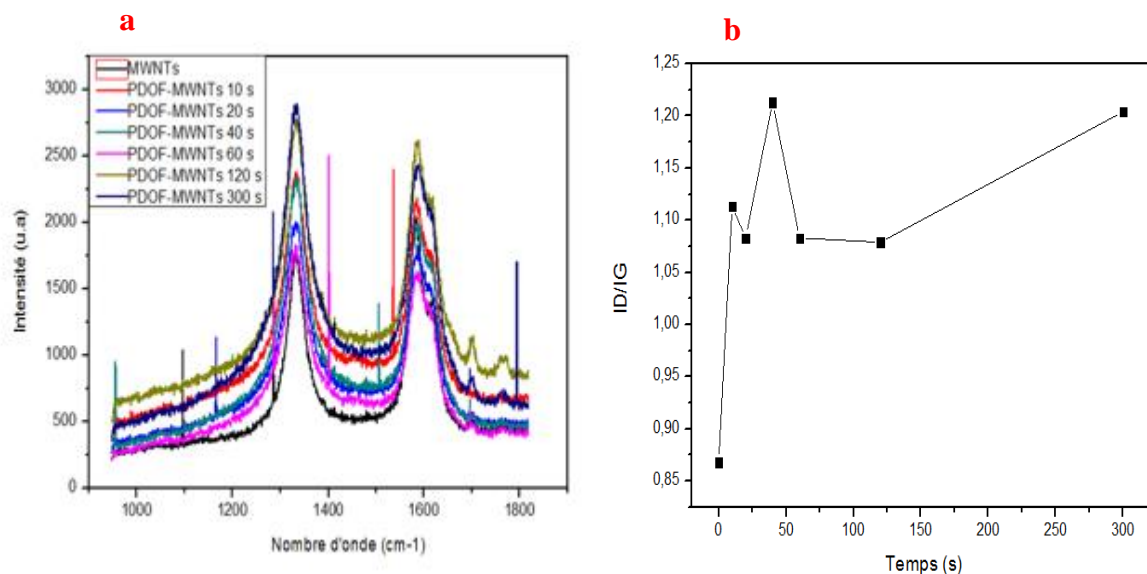 a
3000
2500
2000
1500
1000
500
0
Intensité (u.a)
MWNTs
PDOF-MWNTs 10 s
PDOF-MWNTs 20 s
PDOF-MWNTs 40 s
PDOF-MWNTs 60 s
PDOF-MWNTs 120 s
PDOF-MWNTs 300 s
1000 1200 1400 1600 1800
Nombre d'onde (cm-1)
b
1,25
1,20
1,15
1,10
1,05
1,00
0,95
0,90
0,85
ID/IG
0 50 100 150 200 250 300
Temps (s)